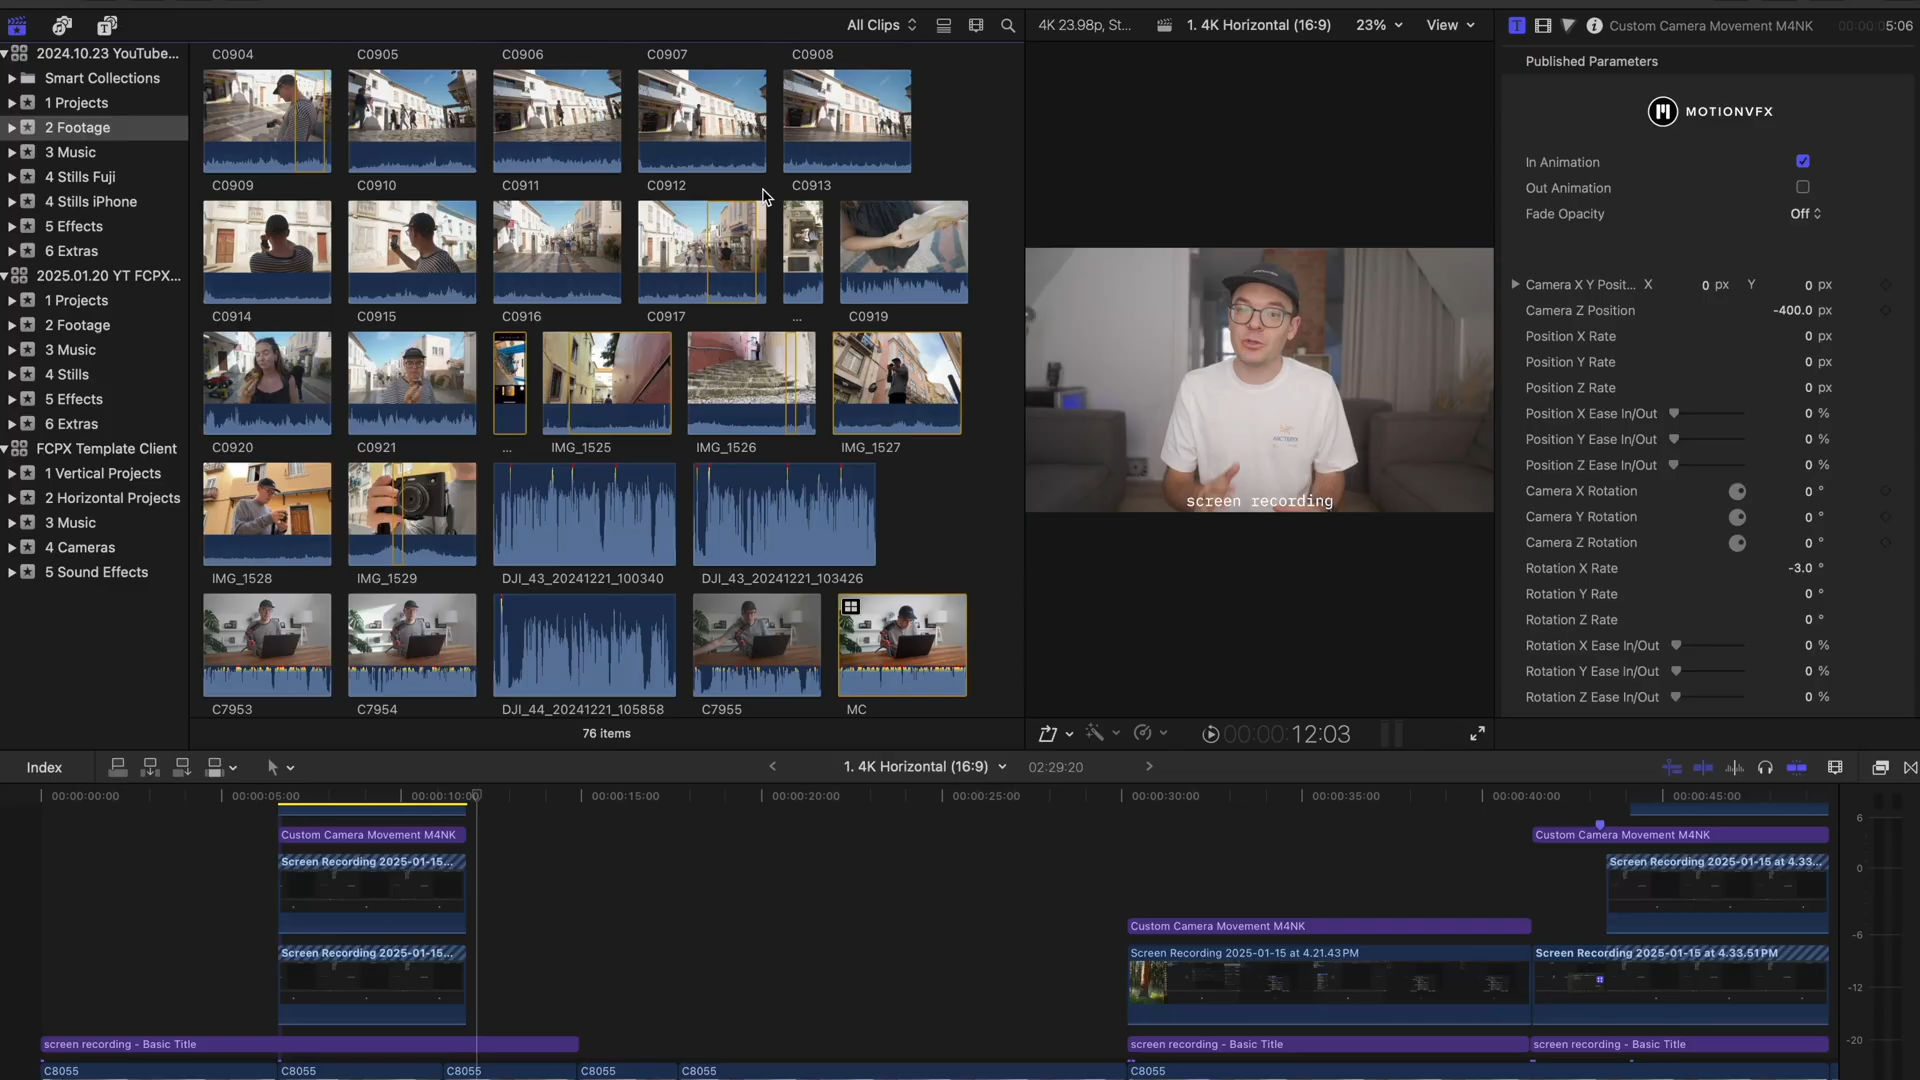 All Clips
4K 23.98p, St...
1. 4K Horizontal (16:9)
23%
View
Custom Camera Movement M4NK
00:00:05:06
2024.10.23 YouTube...
Smart Collections
1 Projects
2 Footage
3 Music
4 Stills Fuji
4 Stills iPhone
5 Effects
6 Extras
2025.01.20 YT FCPX...
1 Projects
2 Footage
3 Music
4 Stills
5 Effects
6 Extras
FCPX Template Client
1 Vertical Projects
2 Horizontal Projects
3 Music
4 Cameras
5 Sound Effects
C0904
C0905
C0906
C0907
C0908
C0909
C0910
C0911
C0912
C0913
C0914
C0915
C0916
C0917
...
C0919
C0920
C0921
...
IMG_1525
IMG_1526
IMG_1527
IMG_1528
IMG_1529
DJI_43_20241221_100340
DJI_43_20241221_103426
C7953
C7954
DJI_44_20241221_105858
C7955
MC
76 items
ARC'TERYX
screen recording
00:00:00:12:03
Published Parameters
MOTIONVFX
In Animation
Out Animation
Fade Opacity Off
Camera X Y Posit... X 0 px Y 0 px
Camera Z Position -400.0 px
Position X Rate 0 px
Position Y Rate 0 px
Position Z Rate 0 px
Position X Ease In/Out 0 %
Position Y Ease In/Out 0 %
Position Z Ease In/Out 0 %
Camera X Rotation 0 °
Camera Y Rotation 0 °
Camera Z Rotation 0 °
Rotation X Rate -3.0 °
Rotation Y Rate 0 °
Rotation Z Rate 0 °
Rotation X Ease In/Out 0 %
Rotation Y Ease In/Out 0 %
Rotation Z Ease In/Out 0 %
Index
1. 4K Horizontal (16:9)
02:29:20
00:00:00:00
00:00:05:00
00:00:10:00
00:00:15:00
00:00:20:00
00:00:25:00
00:00:30:00
00:00:35:00
00:00:40:00
00:00:45:00
6
0
-6
-12
-20
Custom Camera Movement M4NK
Custom Camera Movement M4NK
Screen Recording 2025-01-15...
Screen Recording 2025-01-15 at 4.33...
Custom Camera Movement M4NK
Screen Recording 2025-01-15...
Screen Recording 2025-01-15 at 4.21.43 PM
Screen Recording 2025-01-15 at 4.33.51 PM
screen recording - Basic Title
screen recording - Basic Title
screen recording - Basic Title
C8055
C8055
C8055
C8055
C8055
C8055